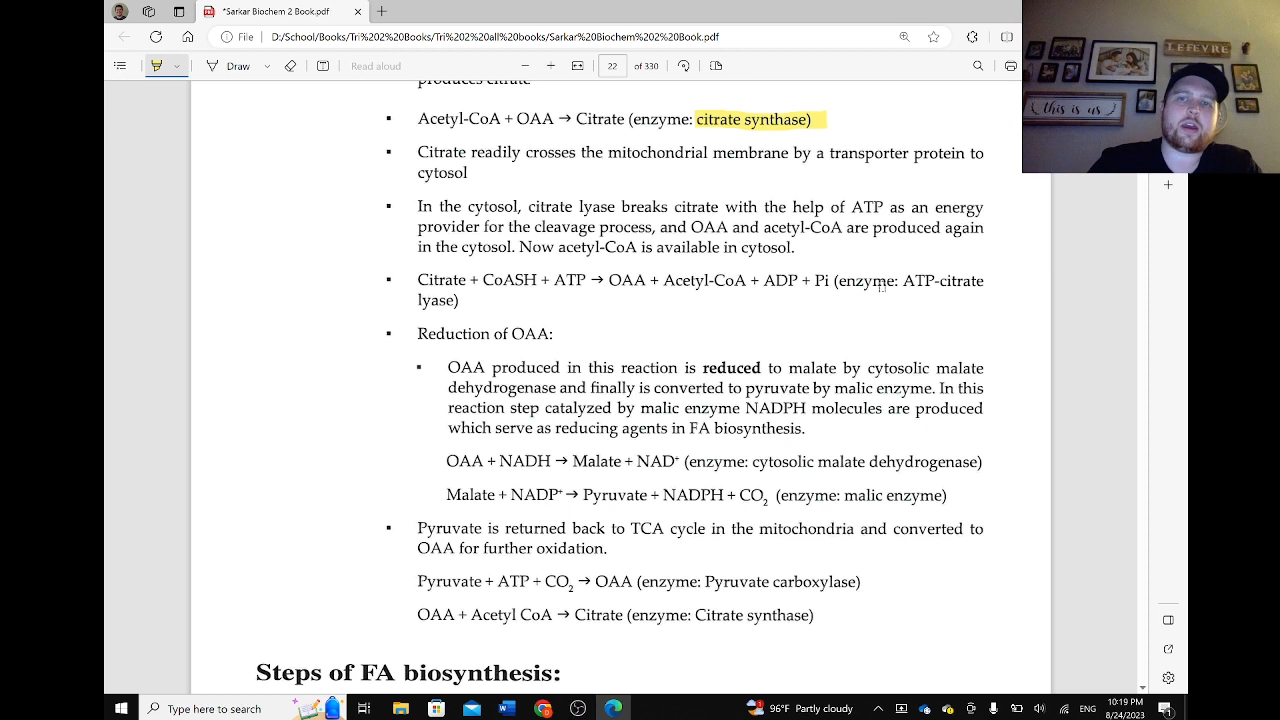 *Sarkar Biochem 2 Book.pdf
File
D:/School/Books/Tri%202%20Books/Tri%202%20all%20books/Sarkar%20Biochem%202%20Book.pdf
Draw
Read aloud
22 of 330
produces citrate
▪ Acetyl-CoA + OAA → Citrate (enzyme: citrate synthase)
▪ Citrate readily crosses the mitochondrial membrane by a transporter protein to
cytosol
▪ In the cytosol, citrate lyase breaks citrate with the help of ATP as an energy
provider for the cleavage process, and OAA and acetyl-CoA are produced again
in the cytosol. Now acetyl-CoA is available in cytosol.
▪ Citrate + CoASH + ATP → OAA + Acetyl-CoA + ADP + Pi (enzyme: ATP-citrate
lyase)
▪ Reduction of OAA:
▪ OAA produced in this reaction is reduced to malate by cytosolic malate
dehydrogenase and finally is converted to pyruvate by malic enzyme. In this
reaction step catalyzed by malic enzyme NADPH molecules are produced
which serve as reducing agents in FA biosynthesis.
OAA + NADH → Malate + NAD⁺ (enzyme: cytosolic malate dehydrogenase)
Malate + NADP⁺ → Pyruvate + NADPH + CO₂ (enzyme: malic enzyme)
▪ Pyruvate is returned back to TCA cycle in the mitochondria and converted to
OAA for further oxidation.
Pyruvate + ATP + CO₂ → OAA (enzyme: Pyruvate carboxylase)
OAA + Acetyl CoA → Citrate (enzyme: Citrate synthase)
Steps of FA biosynthesis:
LEFEVRE
this is us
Type here to search
96°F Partly cloudy
ENG
10:19 PM
8/24/2023